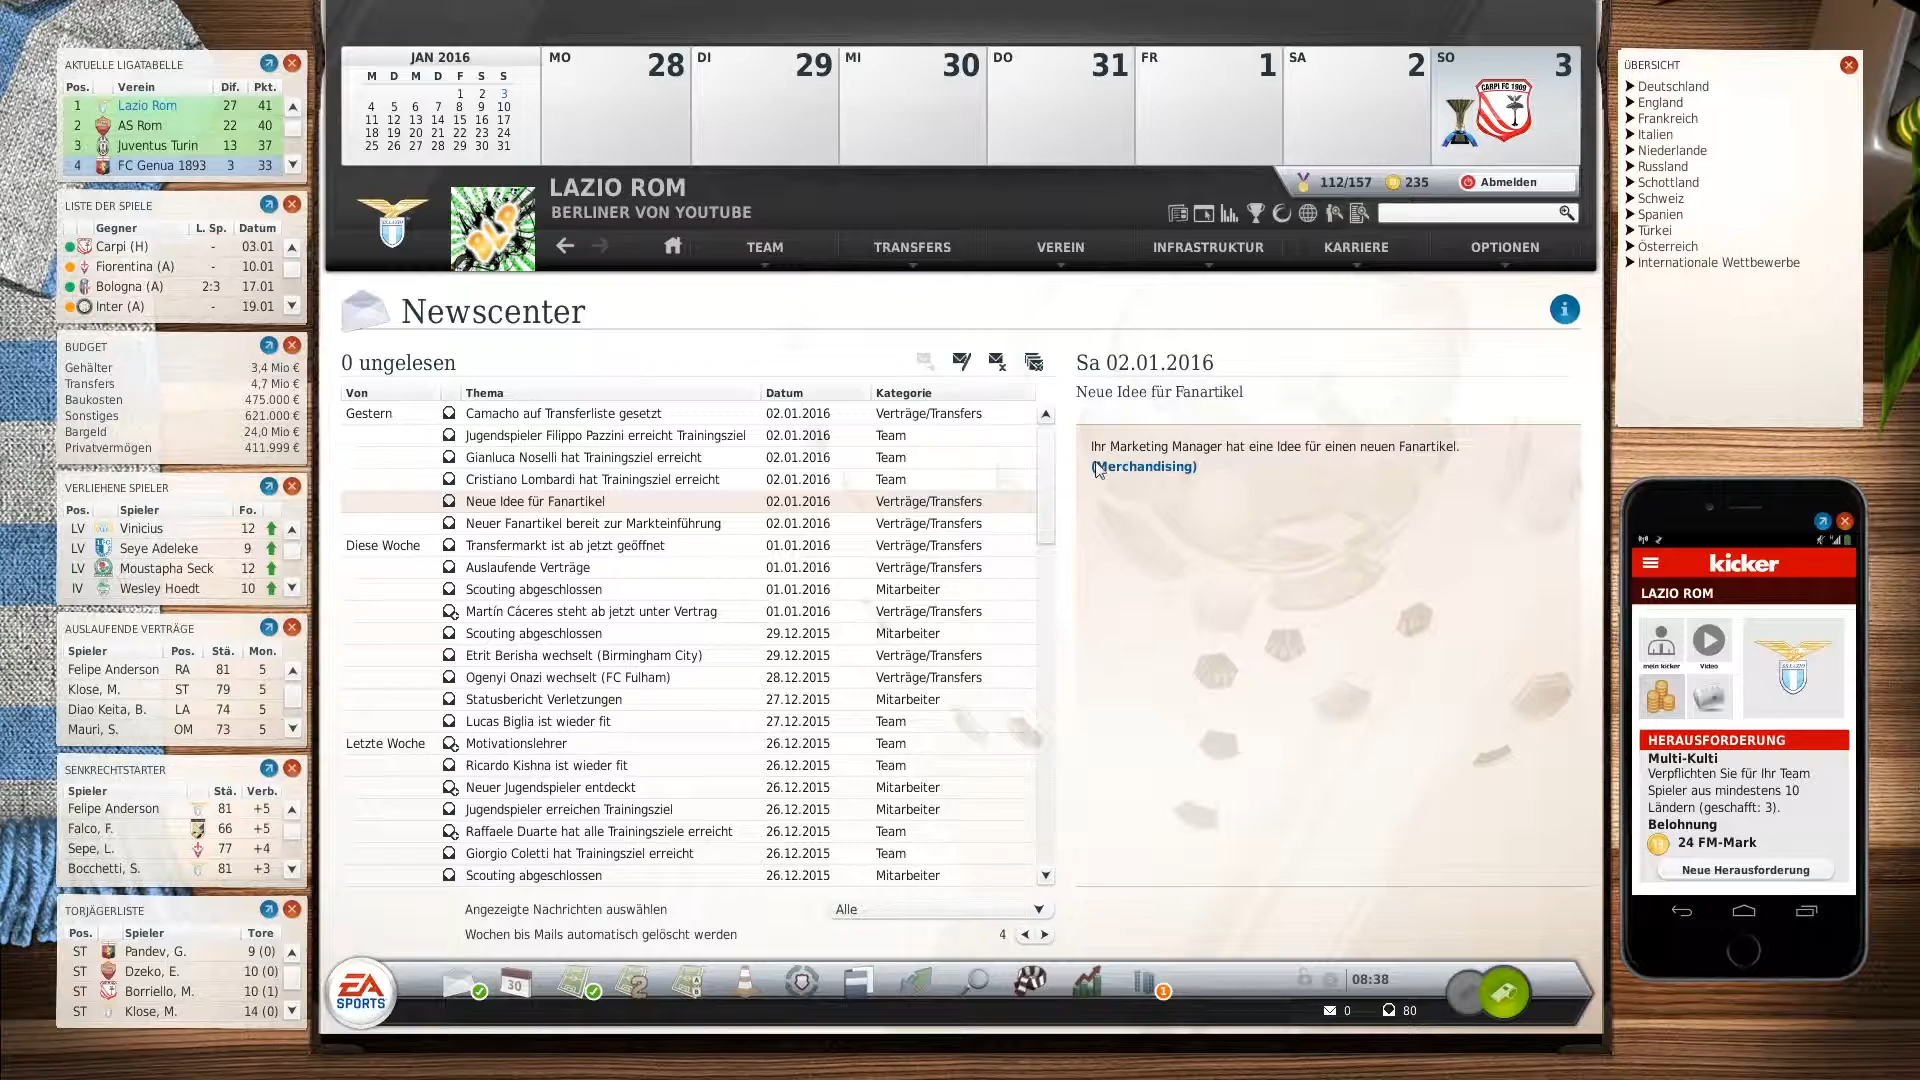 AKTUELLE LIGATABELLE
Pos. Verein Dif. Pkt.
1 Lazio Rom 27 41
2 AS Rom 22 40
3 Juventus Turin 13 37
4 FC Genua 1893 3 33
LISTE DER SPIELE
Gegner L. Sp. Datum
Carpi (H) - 03.01
Fiorentina (A) - 10.01
Bologna (A) 2:3 17.01
Inter (A) - 19.01
BUDGET
Gehälter 3,4 Mio €
Transfers 4,7 Mio €
Baukosten 475.000 €
Sonstiges 621.000 €
Bargeld 24,0 Mio €
Privatvermögen 411.999 €
VERLIEHENE SPIELER
Pos. Spieler Fo.
LV Vinicius 12
LV Seye Adeleke 9
LV Moustapha Seck 12
IV Wesley Hoedt 10
AUSLAUFENDE VERTRÄGE
Spieler Pos. Stä. Mon.
Felipe Anderson RA 81 5
Klose, M. ST 79 5
Diao Keita, B. LA 74 5
Mauri, S. OM 73 5
SENKRECHTSTARTER
Spieler Stä. Verb.
Felipe Anderson 81 +5
Falco, F. 66 +5
Sepe, L. 77 +4
Bocchetti, S. 81 +3
TORJÄGERLISTE
Pos. Spieler Tore
ST Pandev, G. 9 (0)
ST Dzeko, E. 10 (0)
ST Borriello, M. 10 (1)
ST Klose, M. 14 (0)
JAN 2016
M D M D F S S
1 2 3
4 5 6 7 8 9 10
11 12 13 14 15 16 17
18 19 20 21 22 23 24
25 26 27 28 29 30 31
MO 28 DI 29 MI 30 DO 31 FR 1 SA 2 SO 3
CARPI FC 1909
LAZIO ROM
BERLINER VON YOUTUBE
BLP
112/157 235 Abmelden
TEAM TRANSFERS VEREIN INFRASTRUKTUR KARRIERE OPTIONEN
Newscenter
0 ungelesen
Von Thema Datum Kategorie
Gestern Camacho auf Transferliste gesetzt 02.01.2016 Verträge/Transfers
Jugendspieler Filippo Pazzini erreicht Trainingsziel 02.01.2016 Team
Gianluca Noselli hat Trainingsziel erreicht 02.01.2016 Team
Cristiano Lombardi hat Trainingsziel erreicht 02.01.2016 Team
Neue Idee für Fanartikel 02.01.2016 Verträge/Transfers
Neuer Fanartikel bereit zur Markteinführung 02.01.2016 Verträge/Transfers
Diese Woche Transfermarkt ist ab jetzt geöffnet 01.01.2016 Verträge/Transfers
Auslaufende Verträge 01.01.2016 Verträge/Transfers
Scouting abgeschlossen 01.01.2016 Mitarbeiter
Martín Cáceres steht ab jetzt unter Vertrag 01.01.2016 Verträge/Transfers
Scouting abgeschlossen 29.12.2015 Mitarbeiter
Etrit Berisha wechselt (Birmingham City) 29.12.2015 Verträge/Transfers
Ogenyi Onazi wechselt (FC Fulham) 28.12.2015 Verträge/Transfers
Statusbericht Verletzungen 27.12.2015 Mitarbeiter
Lucas Biglia ist wieder fit 27.12.2015 Team
Letzte Woche Motivationslehrer 26.12.2015 Team
Ricardo Kishna ist wieder fit 26.12.2015 Team
Neuer Jugendspieler entdeckt 26.12.2015 Mitarbeiter
Jugendspieler erreichen Trainingsziel 26.12.2015 Mitarbeiter
Raffaele Duarte hat alle Trainingsziele erreicht 26.12.2015 Team
Giorgio Coletti hat Trainingsziel erreicht 26.12.2015 Team
Scouting abgeschlossen 26.12.2015 Mitarbeiter
Angezeigte Nachrichten auswählen Alle
Wochen bis Mails automatisch gelöscht werden 4
Sa 02.01.2016
Neue Idee für Fanartikel
Ihr Marketing Manager hat eine Idee für einen neuen Fanartikel.
(Merchandising)
EA SPORTS
30
2
1
08:38
0 80
ÜBERSICHT
Deutschland
England
Frankreich
Italien
Niederlande
Russland
Schottland
Schweiz
Spanien
Türkei
Österreich
Internationale Wettbewerbe
kicker
LAZIO ROM
mein kicker Video
HERAUSFORDERUNG
Multi-Kulti
Verpflichten Sie für Ihr Team
Spieler aus mindestens 10
Ländern (geschafft: 3).
Belohnung
24 FM-Mark
Neue Herausforderung